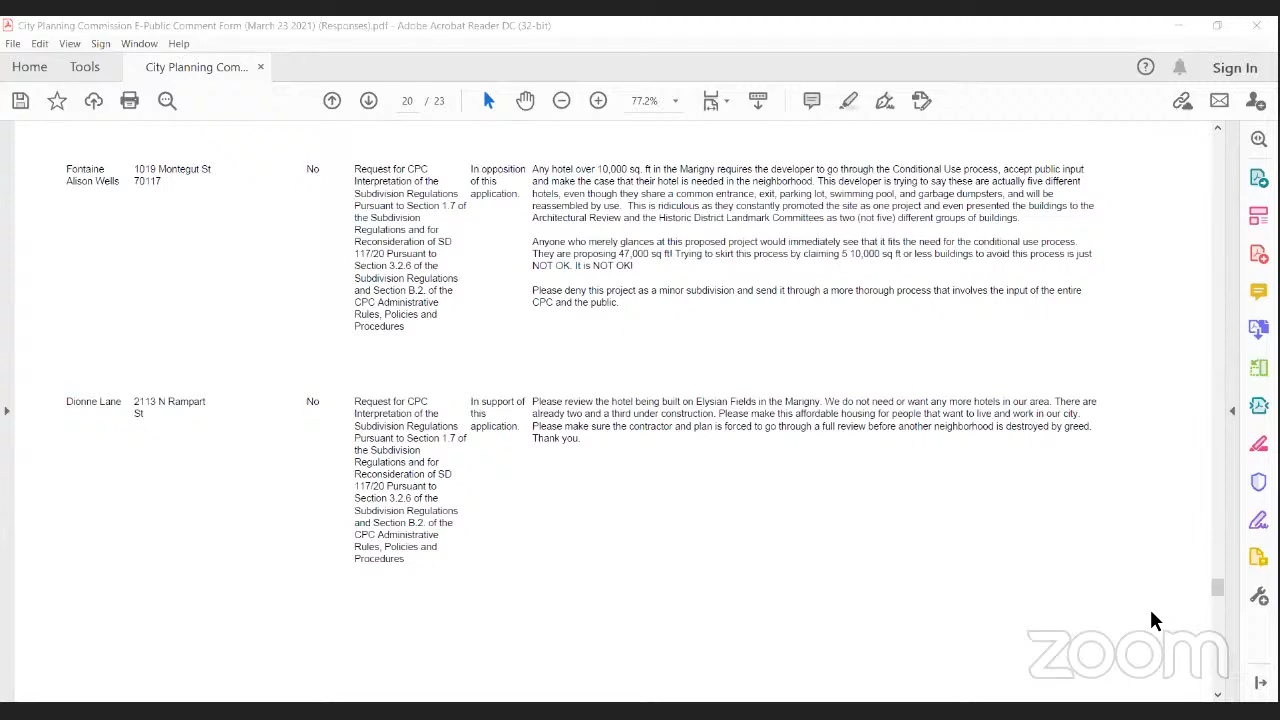 City Planning Commission E-Public Comment Form (March 23 2021) (Responses).pdf - Adobe Acrobat Reader DC (32-bit)
File Edit View Sign Window Help
Home Tools City Planning Com... × Sign In
20 / 23 77.2%
Fontaine
Alison Wells
1019 Montegut St
70117
No
Request for CPC
Interpretation of the
Subdivision Regulations
Pursuant to Section 1.7 of
the Subdivision
Regulations and for
Reconsideration of SD
117/20 Pursuant to
Section 3.2.6 of the
Subdivision Regulations
and Section B.2. of the
CPC Administrative
Rules, Policies and
Procedures
In opposition
of this
application.
Any hotel over 10,000 sq. ft in the Marigny requires the developer to go through the Conditional Use process, accept public input
and make the case that their hotel is needed in the neighborhood. This developer is trying to say these are actually five different
hotels, even though they share a common entrance, exit, parking lot, swimming pool, and garbage dumpsters, and will be
reassembled by use. This is ridiculous as they constantly promoted the site as one project and even presented the buildings to the
Architectural Review and the Historic District Landmark Committees as two (not five) different groups of buildings.
Anyone who merely glances at this proposed project would immediately see that it fits the need for the conditional use process.
They are proposing 47,000 sq ft! Trying to skirt this process by claiming 5 10,000 sq ft or less buildings to avoid this process is just
NOT OK. It is NOT OK!
Please deny this project as a minor subdivision and send it through a more thorough process that involves the input of the entire
CPC and the public.
Dionne Lane
2113 N Rampart
St
No
Request for CPC
Interpretation of the
Subdivision Regulations
Pursuant to Section 1.7 of
the Subdivision
Regulations and for
Reconsideration of SD
117/20 Pursuant to
Section 3.2.6 of the
Subdivision Regulations
and Section B.2. of the
CPC Administrative
Rules, Policies and
Procedures
In support of
this
application.
Please review the hotel being built on Elysian Fields in the Marigny. We do not need or want any more hotels in our area. There are
already two and a third under construction. Please make this affordable housing for people that want to live and work in our city.
Please make sure the contractor and plan is forced to go through a full review before another neighborhood is destroyed by greed.
Thank you.
zoom